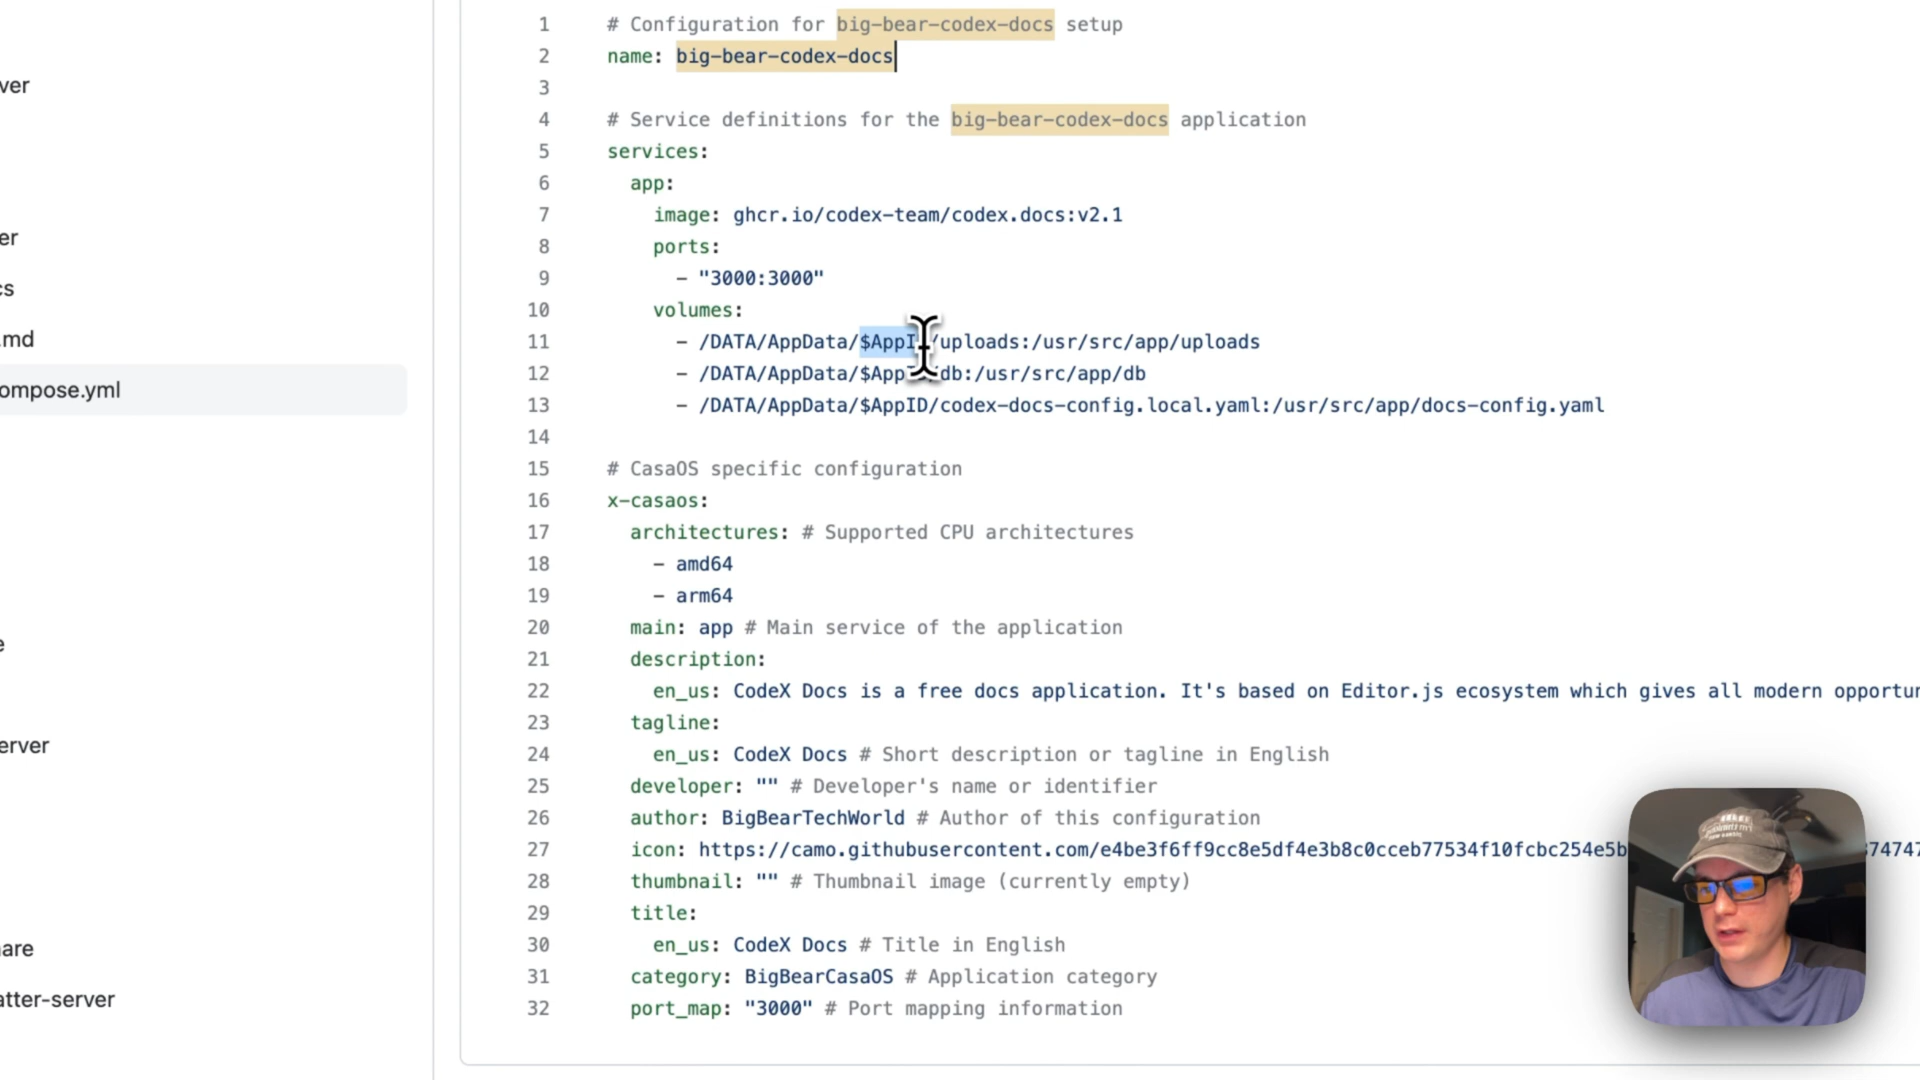 ver
er
cs
.md
ompose.yml
e
erver
are
atter-server
1 # Configuration for big-bear-codex-docs setup
2 name: big-bear-codex-docs
3
4 # Service definitions for the big-bear-codex-docs application
5 services:
6 app:
7 image: ghcr.io/codex-team/codex.docs:v2.1
8 ports:
9 - "3000:3000"
10 volumes:
11 - /DATA/AppData/$AppID/uploads:/usr/src/app/uploads
12 - /DATA/AppData/$AppID/db:/usr/src/app/db
13 - /DATA/AppData/$AppID/codex-docs-config.local.yaml:/usr/src/app/docs-config.yaml
14
15 # CasaOS specific configuration
16 x-casaos:
17 architectures: # Supported CPU architectures
18 - amd64
19 - arm64
20 main: app # Main service of the application
21 description:
22 en_us: CodeX Docs is a free docs application. It's based on Editor.js ecosystem which gives all modern opportun
23 tagline:
24 en_us: CodeX Docs # Short description or tagline in English
25 developer: "" # Developer's name or identifier
26 author: BigBearTechWorld # Author of this configuration
27 icon: https://camo.githubusercontent.com/e4be3f6ff9cc8e5df4e3b8c0cceb77534f10fcbc254e5b 74747
28 thumbnail: "" # Thumbnail image (currently empty)
29 title:
30 en_us: CodeX Docs # Title in English
31 category: BigBearCasaOS # Application category
32 port_map: "3000" # Port mapping information